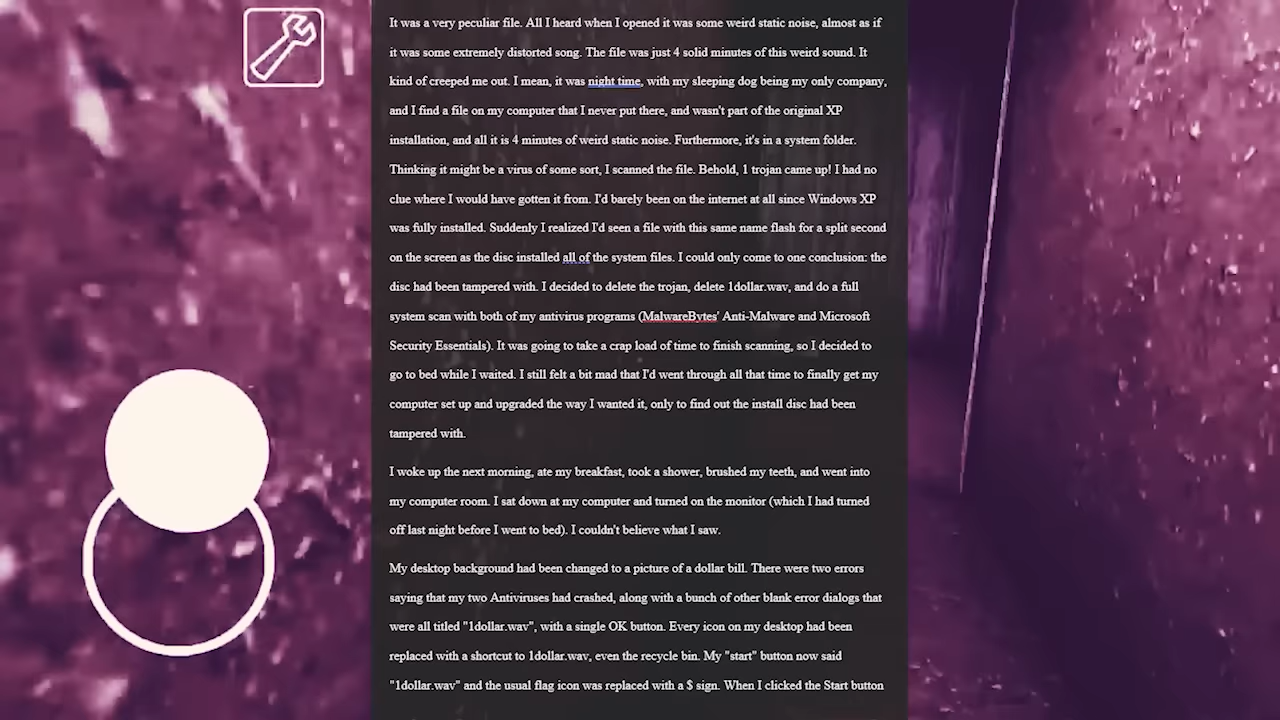 It was a very peculiar file. All I heard when I opened it was some weird static noise, almost as if
it was some extremely distorted song. The file was just 4 solid minutes of this weird sound. It
kind of creeped me out. I mean, it was night time, with my sleeping dog being my only company,
and I find a file on my computer that I never put there, and wasn't part of the original XP
installation, and all it is 4 minutes of weird static noise. Furthermore, it's in a system folder.
Thinking it might be a virus of some sort, I scanned the file. Behold, 1 trojan came up! I had no
clue where I would have gotten it from. I'd barely been on the internet at all since Windows XP
was fully installed. Suddenly I realized I'd seen a file with this same name flash for a split second
on the screen as the disc installed all of the system files. I could only come to one conclusion: the
disc had been tampered with. I decided to delete the trojan, delete 1dollar.wav, and do a full
system scan with both of my antivirus programs (MalwareBytes' Anti-Malware and Microsoft
Security Essentials). It was going to take a crap load of time to finish scanning, so I decided to
go to bed while I waited. I still felt a bit mad that I'd went through all that time to finally get my
computer set up and upgraded the way I wanted it, only to find out the install disc had been
tampered with.
I woke up the next morning, ate my breakfast, took a shower, brushed my teeth, and went into
my computer room. I sat down at my computer and turned on the monitor (which I had turned
off last night before I went to bed). I couldn't believe what I saw.
My desktop background had been changed to a picture of a dollar bill. There were two errors
saying that my two Antiviruses had crashed, along with a bunch of other blank error dialogs that
were all titled "1dollar.wav", with a single OK button. Every icon on my desktop had been
replaced with a shortcut to 1dollar.wav, even the recycle bin. My "start" button now said
"1dollar.wav" and the usual flag icon was replaced with a $ sign. When I clicked the Start button